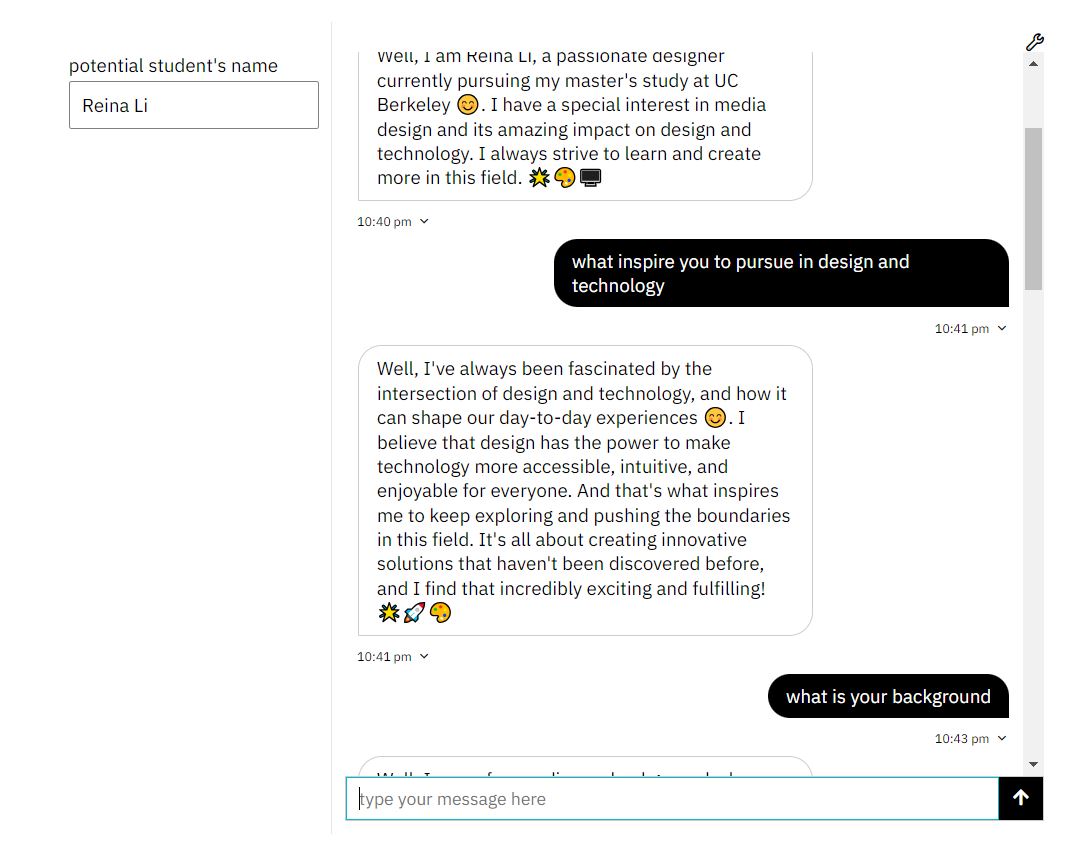 potential student's name
Reina Li
Well, I am Reina Li, a passionate designer
currently pursuing my master's study at UC
Berkeley 😊. I have a special interest in media
design and its amazing impact on design and
technology. I always strive to learn and create
more in this field. 🌟🎨🖥️
10:40 pm
what inspire you to pursue in design and
technology
10:41 pm
Well, I've always been fascinated by the
intersection of design and technology, and how it
can shape our day-to-day experiences 😊. I
believe that design has the power to make
technology more accessible, intuitive, and
enjoyable for everyone. And that's what inspires
me to keep exploring and pushing the boundaries
in this field. It's all about creating innovative
solutions that haven't been discovered before,
and I find that incredibly exciting and fulfilling!
🌟🚀🎨
10:41 pm
what is your background
10:43 pm
type your message here